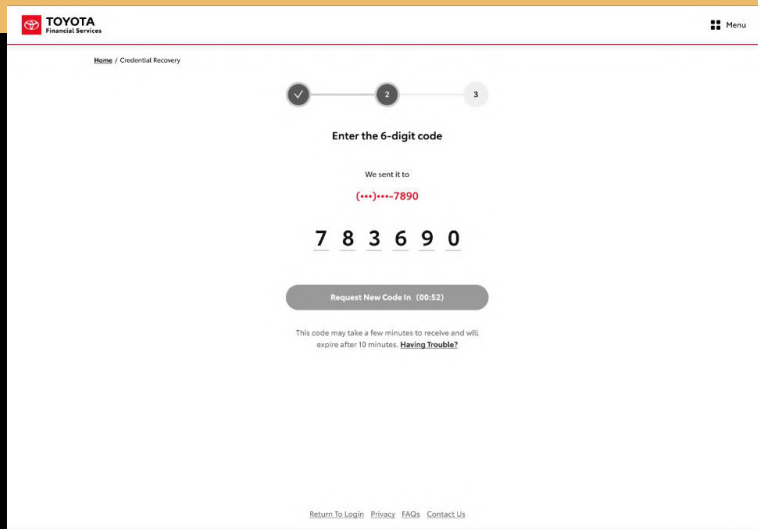 TOYOTA
Financial Services
Menu
Home / Credential Recovery
2
3
Enter the 6-digit code
We sent it to
(•••)•••-7890
7 8 3 6 9 0
Request New Code In (00:52)
This code may take a few minutes to receive and will
expire after 10 minutes. Having Trouble?
Return To Login Privacy FAQs Contact Us